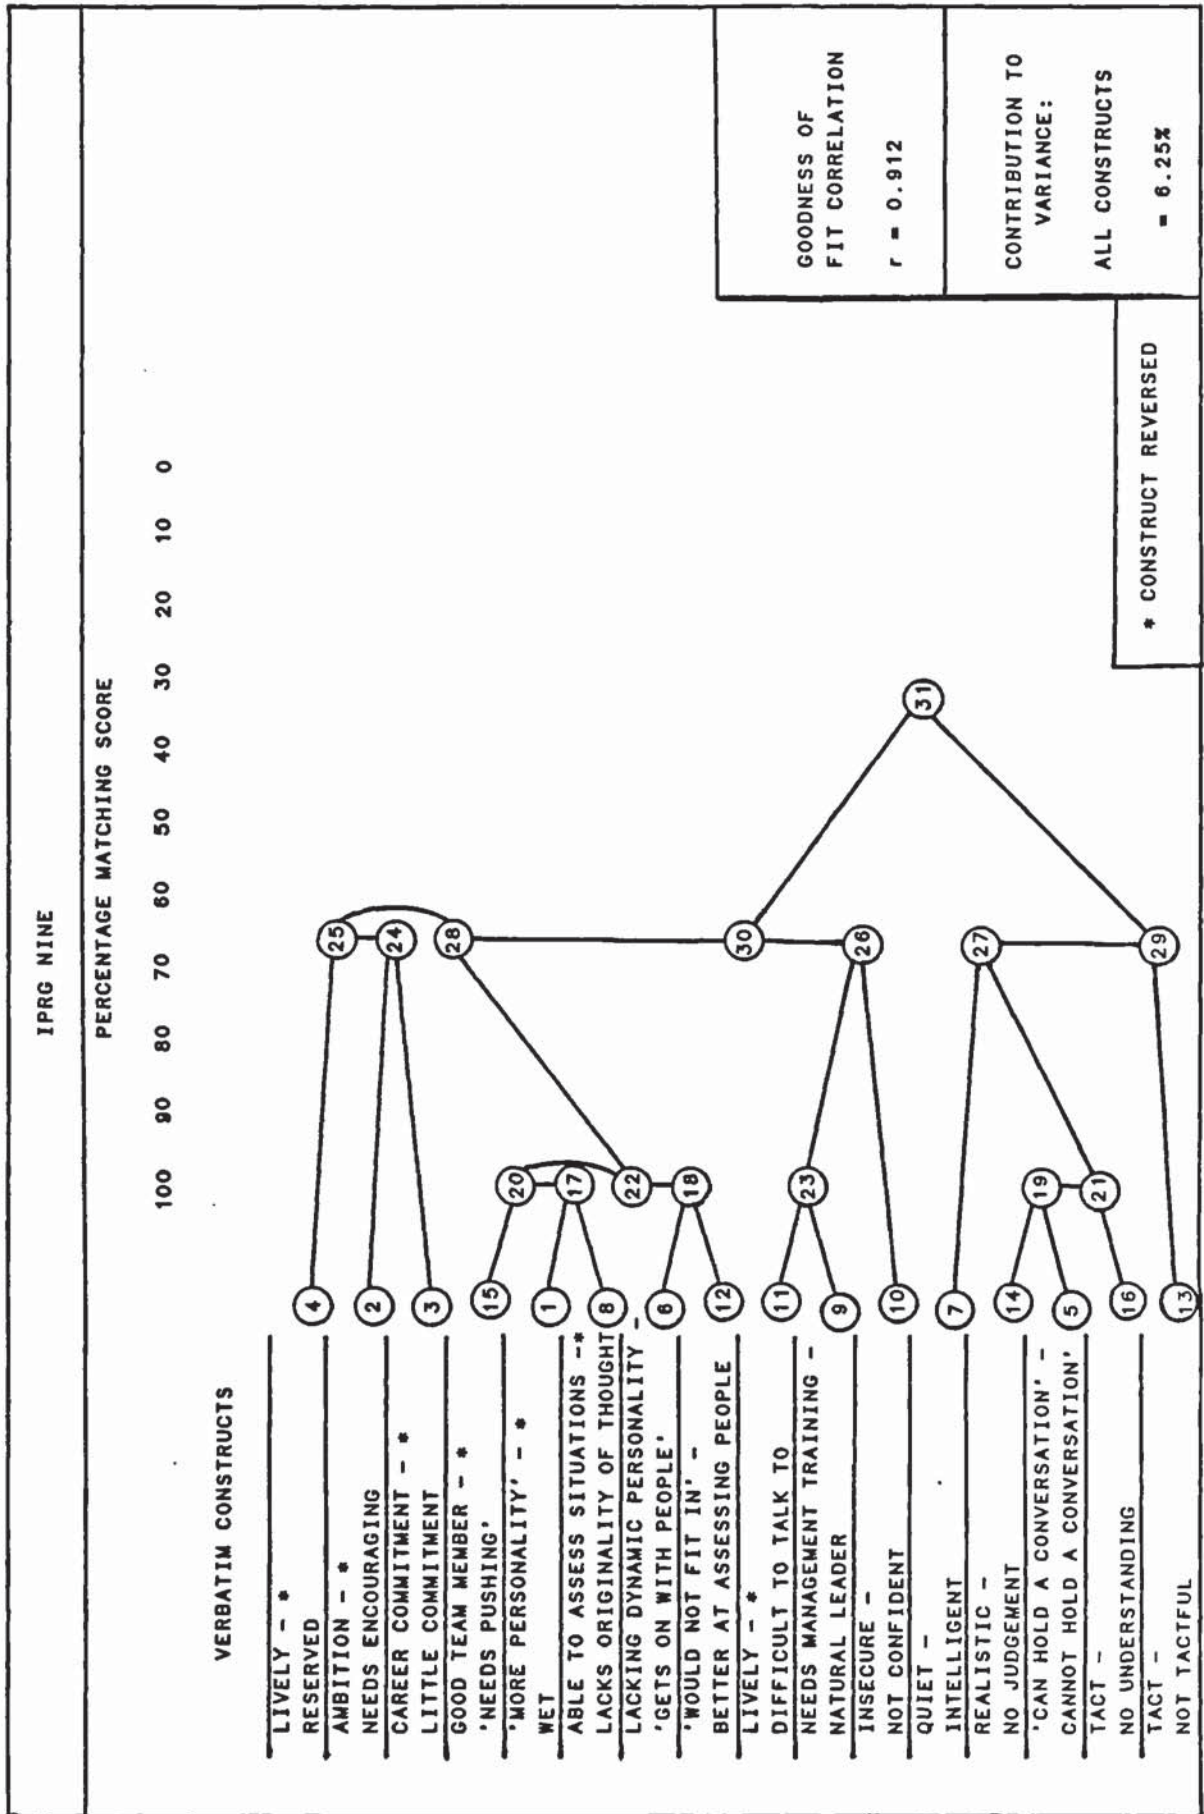 IPRG NINE
PERCENTAGE MATCHING SCORE
VERBATIM CONSTRUCTS
100 90 80 70 60 50 40 30 20 10 0
LIVELY - *
RESERVED
4
AMBITION - *
NEEDS ENCOURAGING
2
CAREER COMMITMENT - *
LITTLE COMMITMENT
3
GOOD TEAM MEMBER - *
'NEEDS PUSHING'
15
'MORE PERSONALITY' - *
WET
1
ABLE TO ASSESS SITUATIONS -*
LACKS ORIGINALITY OF THOUGHT
8
LACKING DYNAMIC PERSONALITY -
'GETS ON WITH PEOPLE'
6
'WOULD NOT FIT IN' -
BETTER AT ASSESSING PEOPLE
12
LIVELY - *
DIFFICULT TO TALK TO
11
NEEDS MANAGEMENT TRAINING -
NATURAL LEADER
9
INSECURE -
NOT CONFIDENT
10
QUIET -
INTELLIGENT
7
REALISTIC -
NO JUDGEMENT
14
'CAN HOLD A CONVERSATION' -
CANNOT HOLD A CONVERSATION'
5
TACT -
NO UNDERSTANDING
16
TACT -
NOT TACTFUL
13
20
17
22
18
23
19
21
25
24
28
30
26
27
29
31
GOODNESS OF
FIT CORRELATION
r = 0.912
CONTRIBUTION TO
VARIANCE:
ALL CONSTRUCTS
= 6.25%
* CONSTRUCT REVERSED